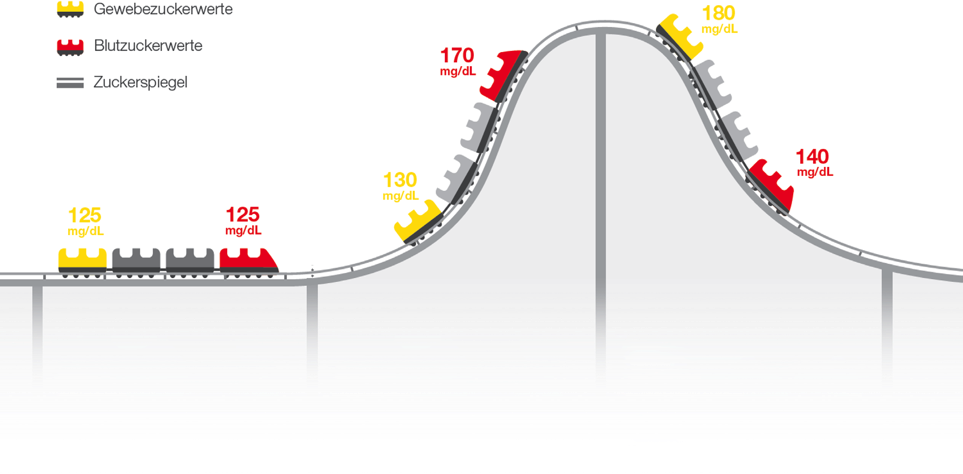 Gewebezuckerwerte
Blutzuckerwerte
Zuckerspiegel
125
mg/dL
125
mg/dL
130
mg/dL
170
mg/dL
180
mg/dL
140
mg/dL